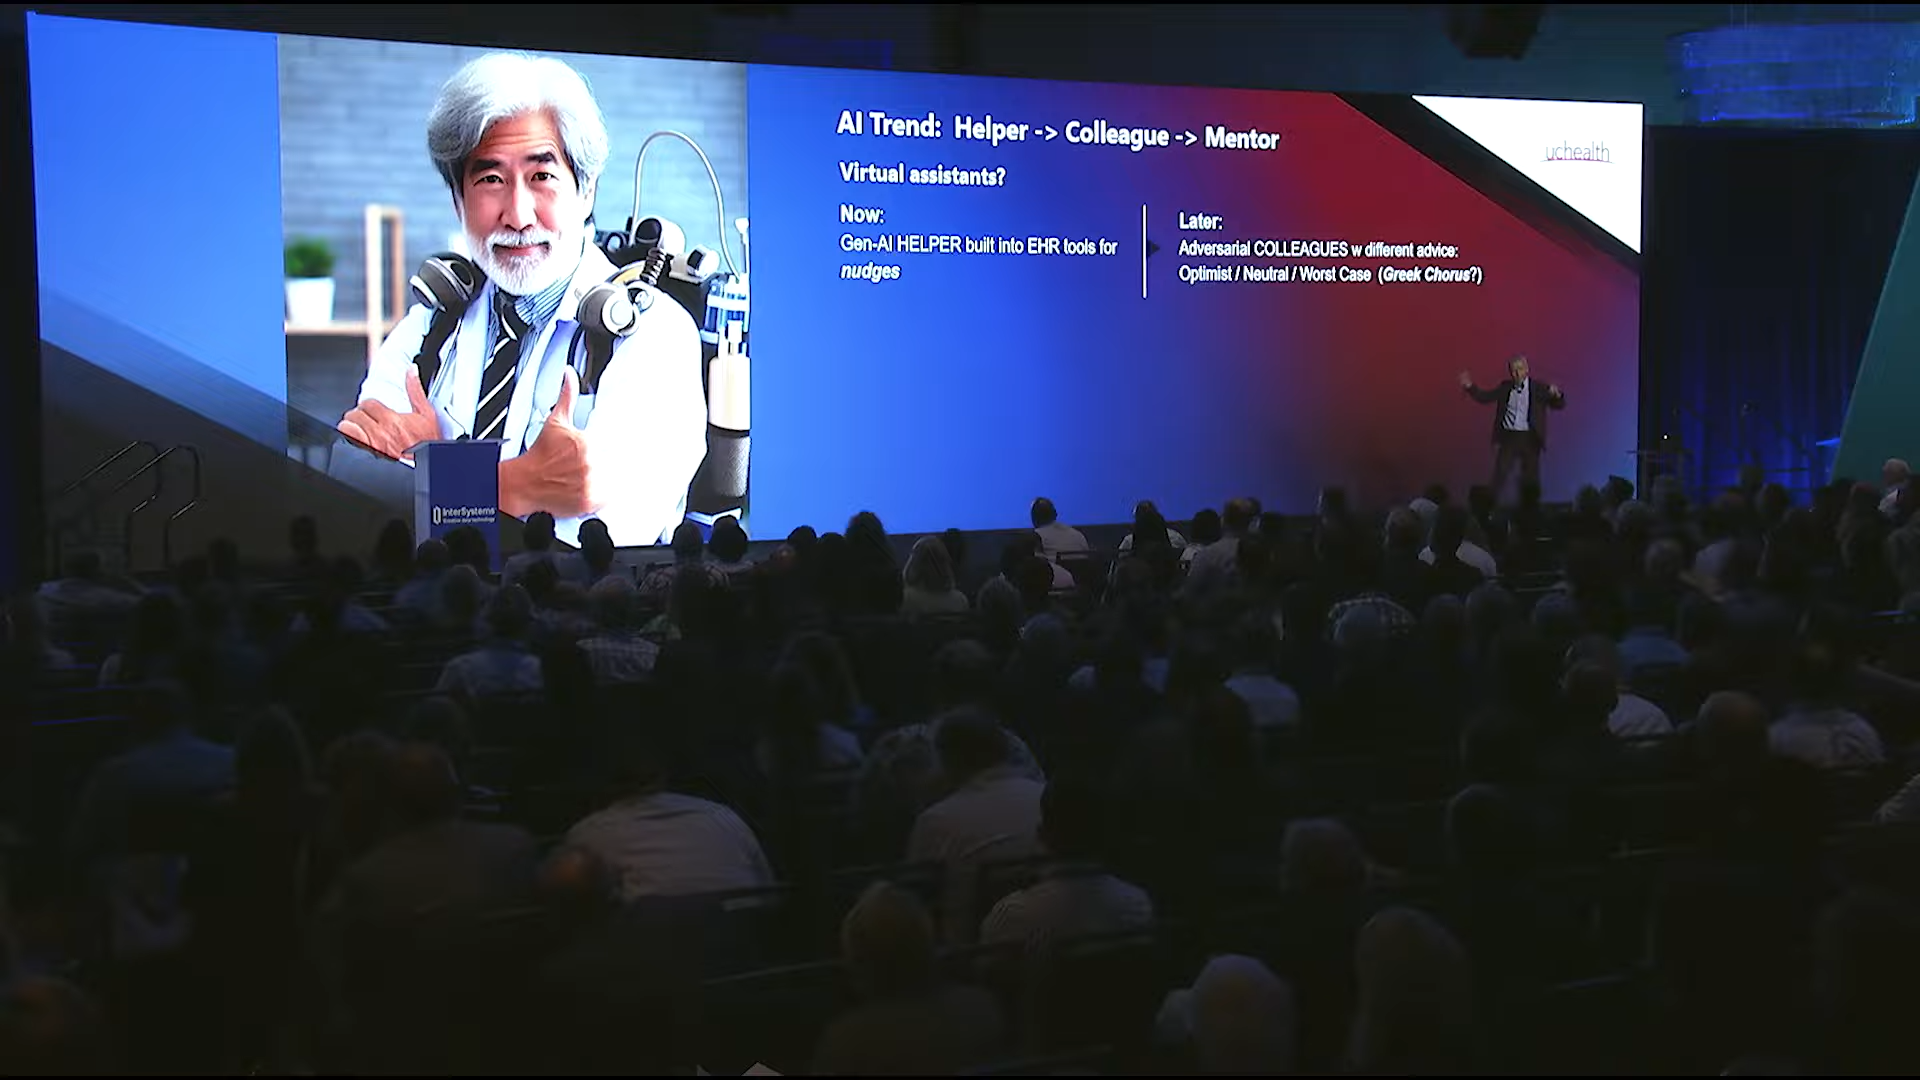 AI Trend: Helper -> Colleague -> Mentor
uchealth
Virtual assistants?
Now:
Gen-AI HELPER built into EHR tools for
nudges
Later:
Adversarial COLLEAGUES w different advice:
Optimist / Neutral / Worst Case (Greek Chorus?)
InterSystems